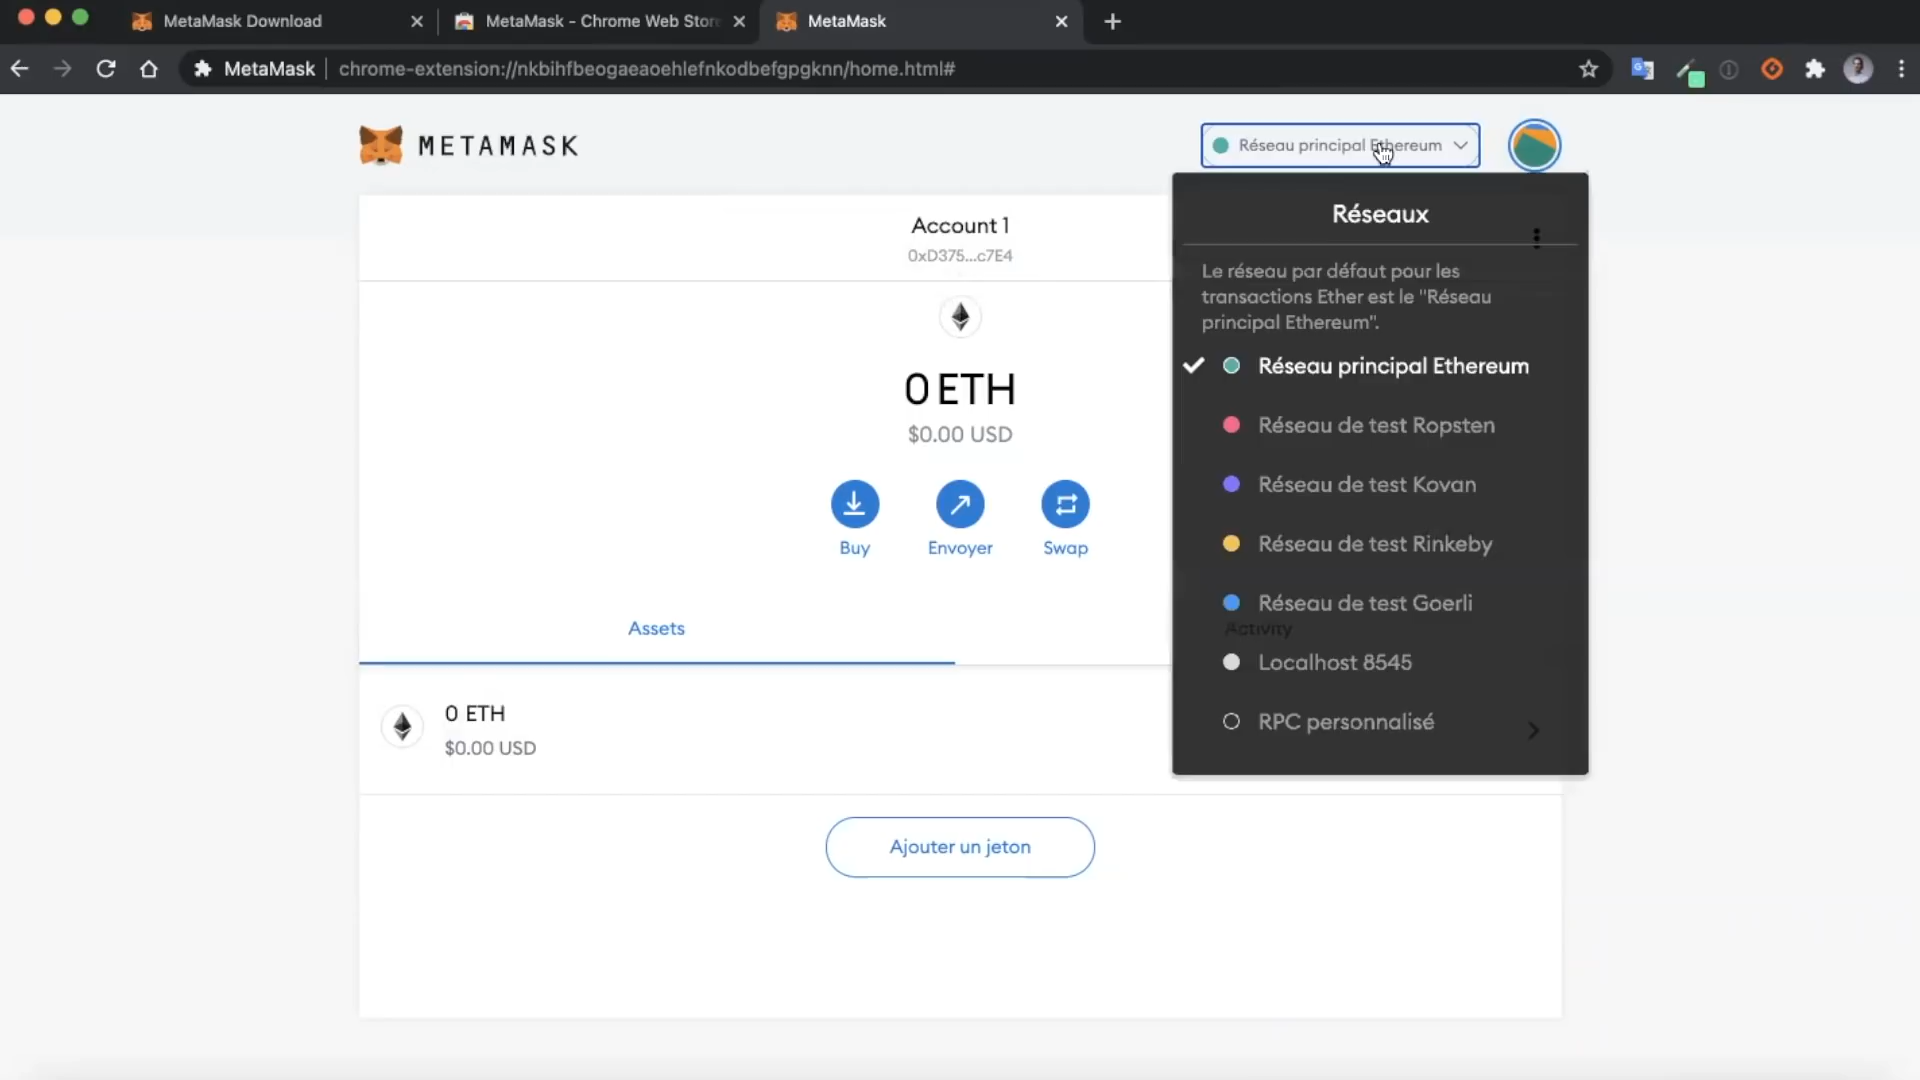 MetaMask Download
MetaMask - Chrome Web Stor
MetaMask
MetaMask
chrome-extension://nkbihfbeogaeaoehlefnkodbefgpgknn/home.html#
METAMASK
Réseau principal Ethereum
Account 1
0xD375...c7E4
0 ETH
$0.00 USD
Buy
Envoyer
Swap
Assets
0 ETH
$0.00 USD
Ajouter un jeton
Réseaux
Le réseau par défaut pour les
transactions Ether est le "Réseau
principal Ethereum".
Réseau principal Ethereum
Réseau de test Ropsten
Réseau de test Kovan
Réseau de test Rinkeby
Réseau de test Goerli
Activity
Localhost 8545
RPC personnalisé